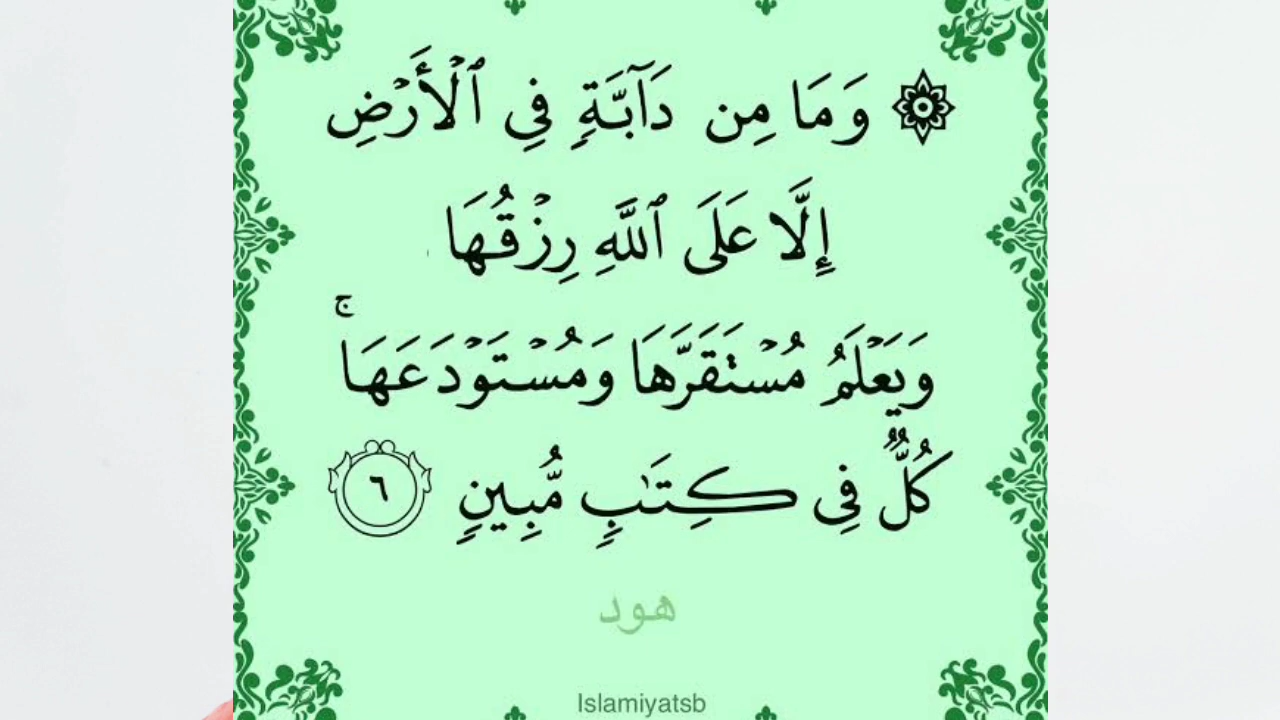 ۞ وَمَا مِن دَآبَّةٍ فِى ٱلْأَرْضِ
إِلَّا عَلَى ٱللَّهِ رِزْقُهَا
وَيَعْلَمُ مُسْتَقَرَّهَا وَمُسْتَوْدَعَهَا ۚ
كُلٌّ فِى كِتَـٰبٍ مُّبِينٍ ٦
هود
Islamiyatsb